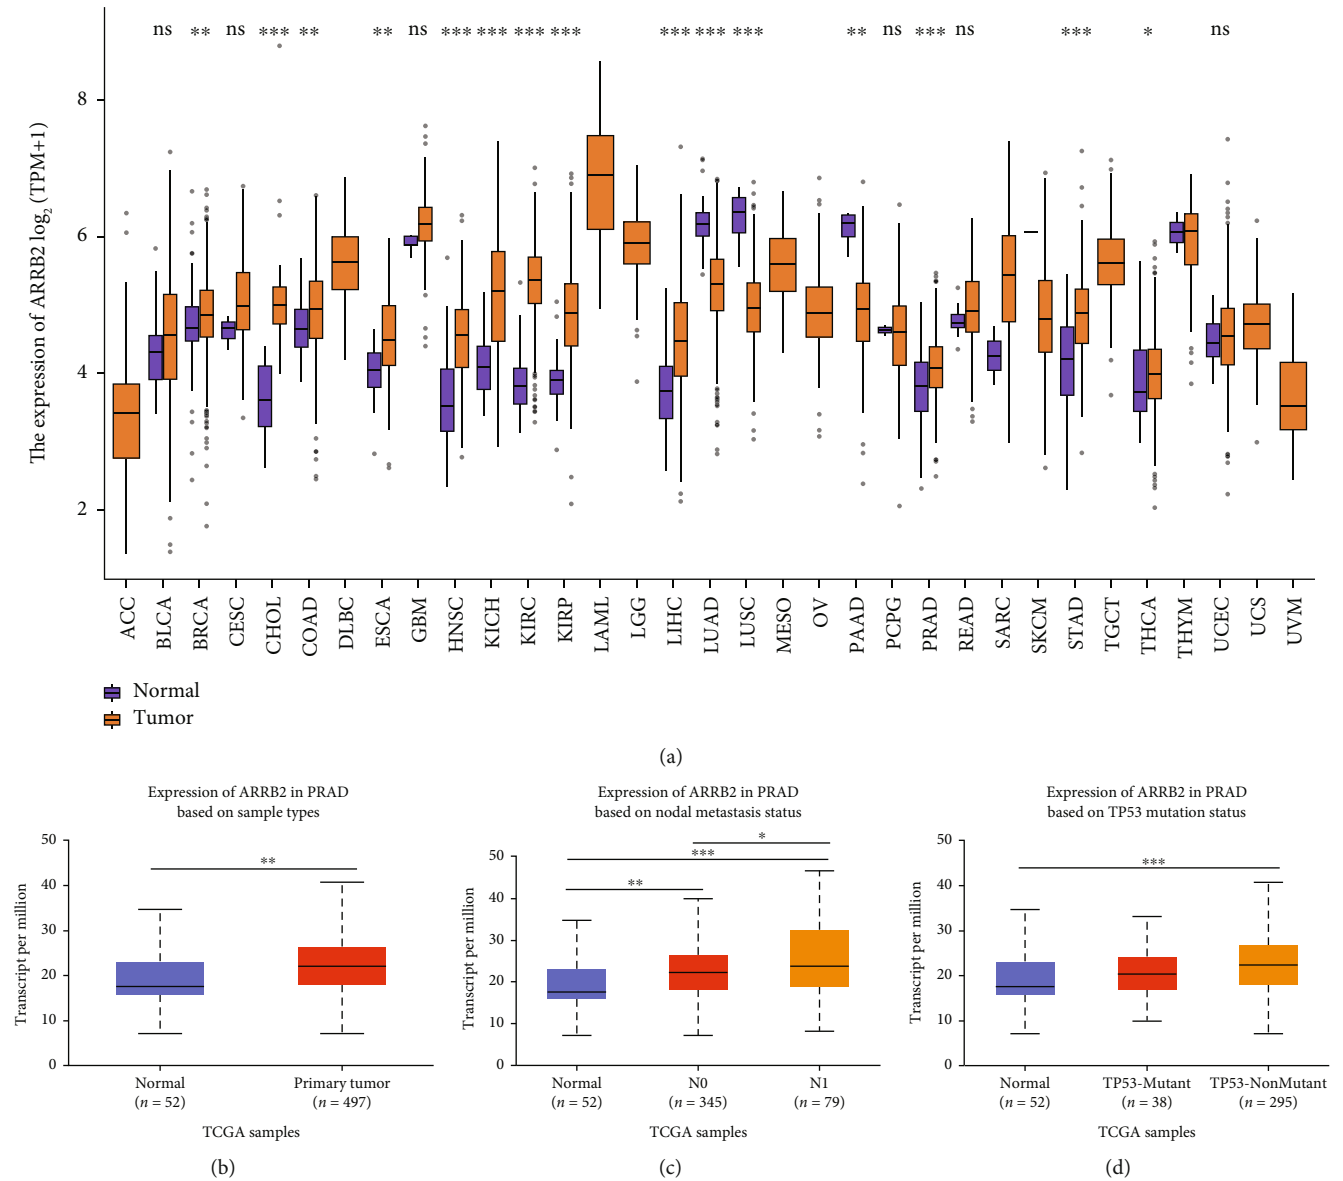 ns ** ns *** ** ** ns *** *** *** *** *** *** *** ** ns *** ns *** * ns
The expression of ARRB2 log2 (TPM+1)
8
6
4
2
ACC BLCA BRCA CESC CHOL COAD DLBC ESCA GBM HNSC KICH KIRC KIRP LAML LGG LIHC LUAD LUSC MESO OV PAAD PCPG PRAD READ SARC SKCM STAD TGCT THCA THYM UCEC UCS UVM
Normal
Tumor
(a)
Expression of ARRB2 in PRAD
based on sample types
Transcript per million
50
40
30
20
10
0
**
Normal Primary tumor
(n = 52) (n = 497)
TCGA samples
(b)
Expression of ARRB2 in PRAD
based on nodal metastasis status
Transcript per million
50
40
30
20
10
0
*
***
**
Normal N0 N1
(n = 52) (n = 345) (n = 79)
TCGA samples
(c)
Expression of ARRB2 in PRAD
based on TP53 mutation status
Transcript per million
50
40
30
20
10
0
***
Normal TP53-Mutant TP53-NonMutant
(n = 52) (n = 38) (n = 295)
TCGA samples
(d)